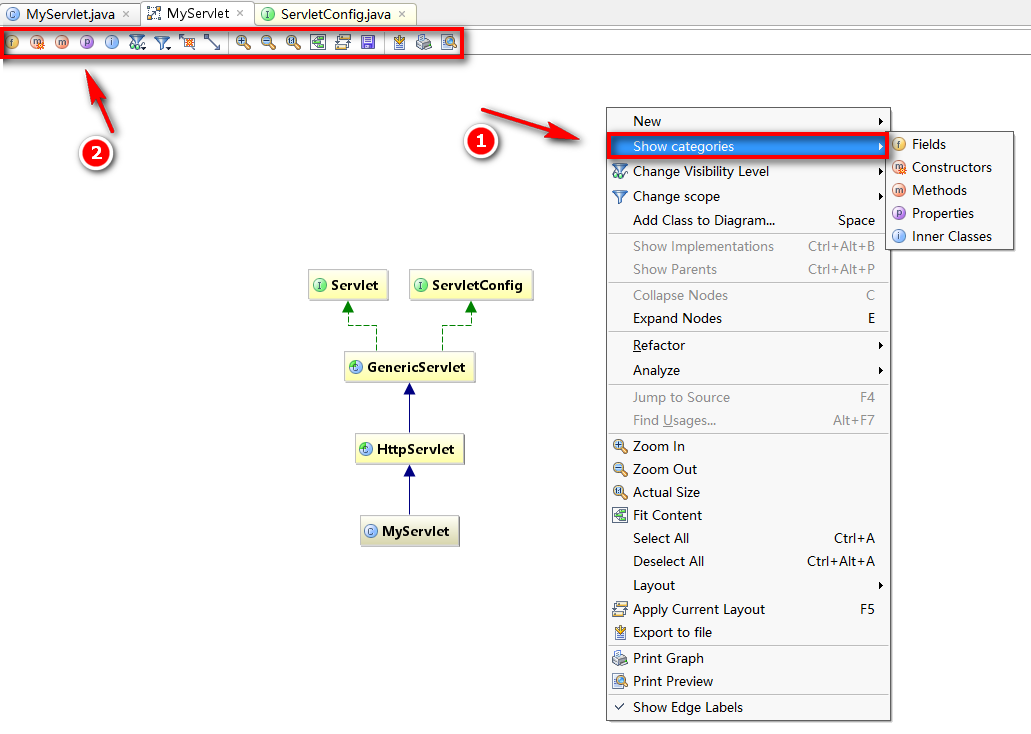 MyServlet.java
MyServlet
ServletConfig.java
2
1
New
Show categories
Change Visibility Level
Change scope
Add Class to Diagram... Space
Show Implementations Ctrl+Alt+B
Show Parents Ctrl+Alt+P
Collapse Nodes C
Expand Nodes E
Refactor
Analyze
Jump to Source F4
Find Usages... Alt+F7
Zoom In
Zoom Out
Actual Size
Fit Content
Select All Ctrl+A
Deselect All Ctrl+Alt+A
Layout
Apply Current Layout F5
Export to file
Print Graph
Print Preview
Show Edge Labels
Fields
Constructors
Methods
Properties
Inner Classes
Servlet
ServletConfig
GenericServlet
HttpServlet
MyServlet